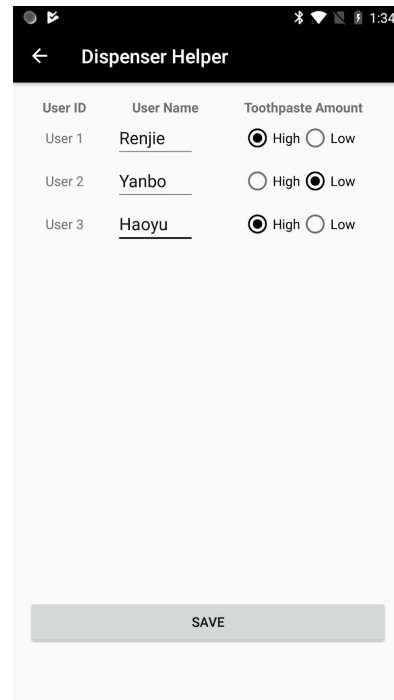 1:34
Dispenser Helper
User ID User Name Toothpaste Amount
User 1 Renjie High Low
User 2 Yanbo High Low
User 3 Haoyu High Low
SAVE